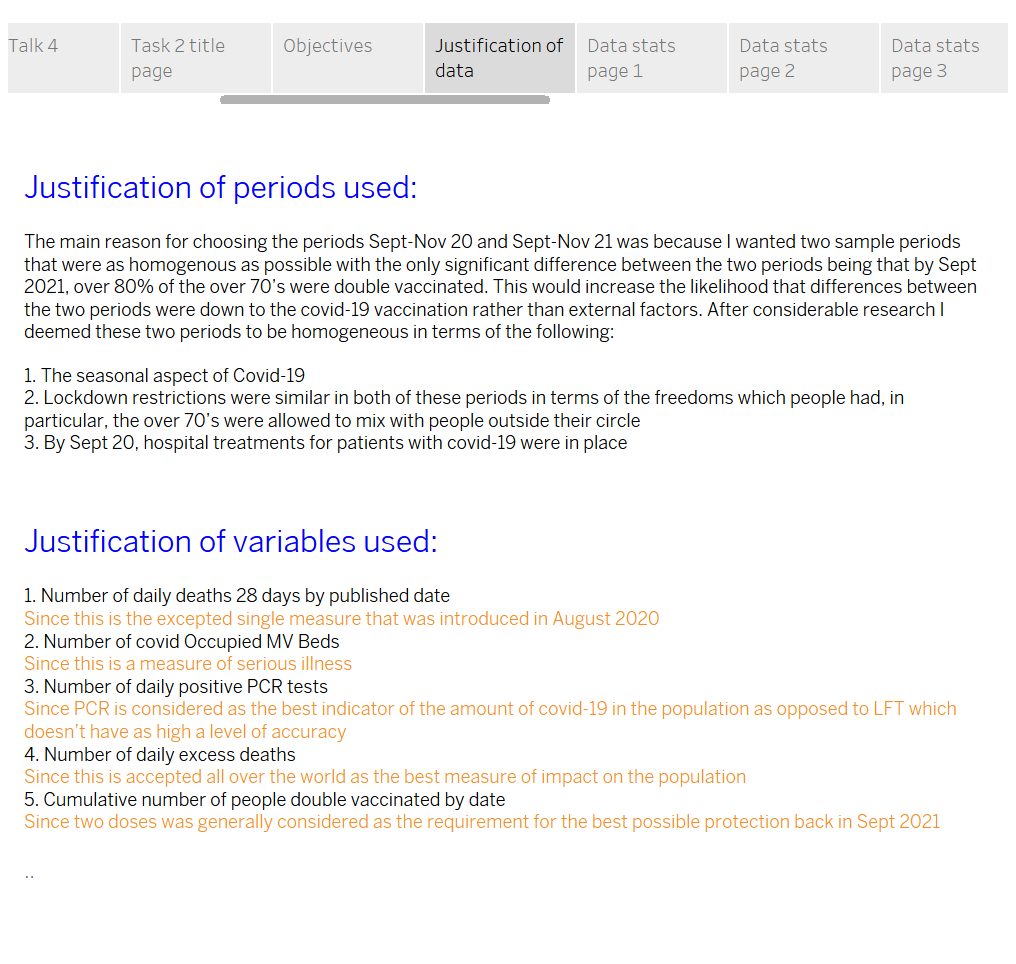 Talk 4
Task 2 title
page
Objectives
Justification of
data
Data stats
page 1
Data stats
page 2
Data stats
page 3
Justification of periods used:
The main reason for choosing the periods Sept-Nov 20 and Sept-Nov 21 was because I wanted two sample periods
that were as homogenous as possible with the only significant difference between the two periods being that by Sept
2021, over 80% of the over 70's were double vaccinated. This would increase the likelihood that differences between
the two periods were down to the covid-19 vaccination rather than external factors. After considerable research I
deemed these two periods to be homogeneous in terms of the following:
1. The seasonal aspect of Covid-19
2. Lockdown restrictions were similar in both of these periods in terms of the freedoms which people had, in
particular, the over 70's were allowed to mix with people outside their circle
3. By Sept 20, hospital treatments for patients with covid-19 were in place
Justification of variables used:
1. Number of daily deaths 28 days by published date
Since this is the excepted single measure that was introduced in August 2020
2. Number of covid Occupied MV Beds
Since this is a measure of serious illness
3. Number of daily positive PCR tests
Since PCR is considered as the best indicator of the amount of covid-19 in the population as opposed to LFT which
doesn't have as high a level of accuracy
4. Number of daily excess deaths
Since this is accepted all over the world as the best measure of impact on the population
5. Cumulative number of people double vaccinated by date
Since two doses was generally considered as the requirement for the best possible protection back in Sept 2021
..